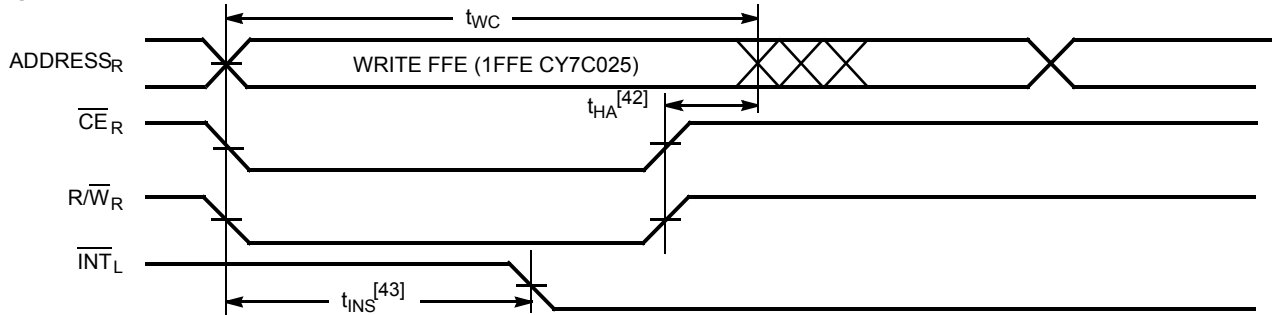 tWC
ADDRESSR
WRITE FFE (1FFE CY7C025)
tHA[42]
CER
R/WR
INTL
tINS[43]